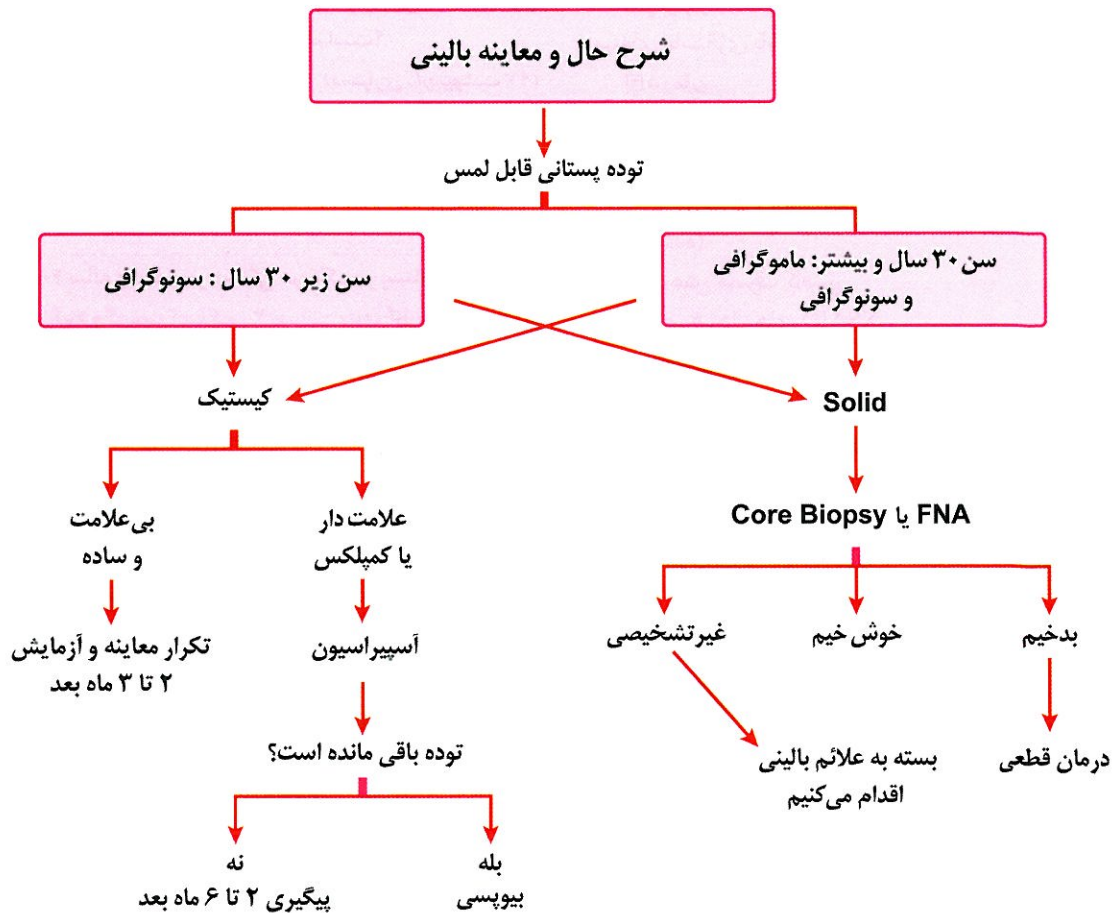 شرح حال و معاینه بالینی
توده پستانی قابل لمس
سن ۳۰ سال و بیشتر: ماموگرافی
و سونوگرافی
سن زیر ۳۰ سال : سونوگرافی
Solid
کیستیک
FNA یا Core Biopsy
علامت‌دار
یا کمپلکس
بی‌علامت
و ساده
بدخیم
خوش خیم
غیرتشخیصی
آسپیراسیون
تکرار معاینه و آزمایش
۲ تا ۳ ماه بعد
درمان قطعی
بسته به علائم بالینی
اقدام می‌کنیم
توده باقی مانده است؟
بله
بیوپسی
نه
پیگیری ۲ تا ۶ ماه بعد